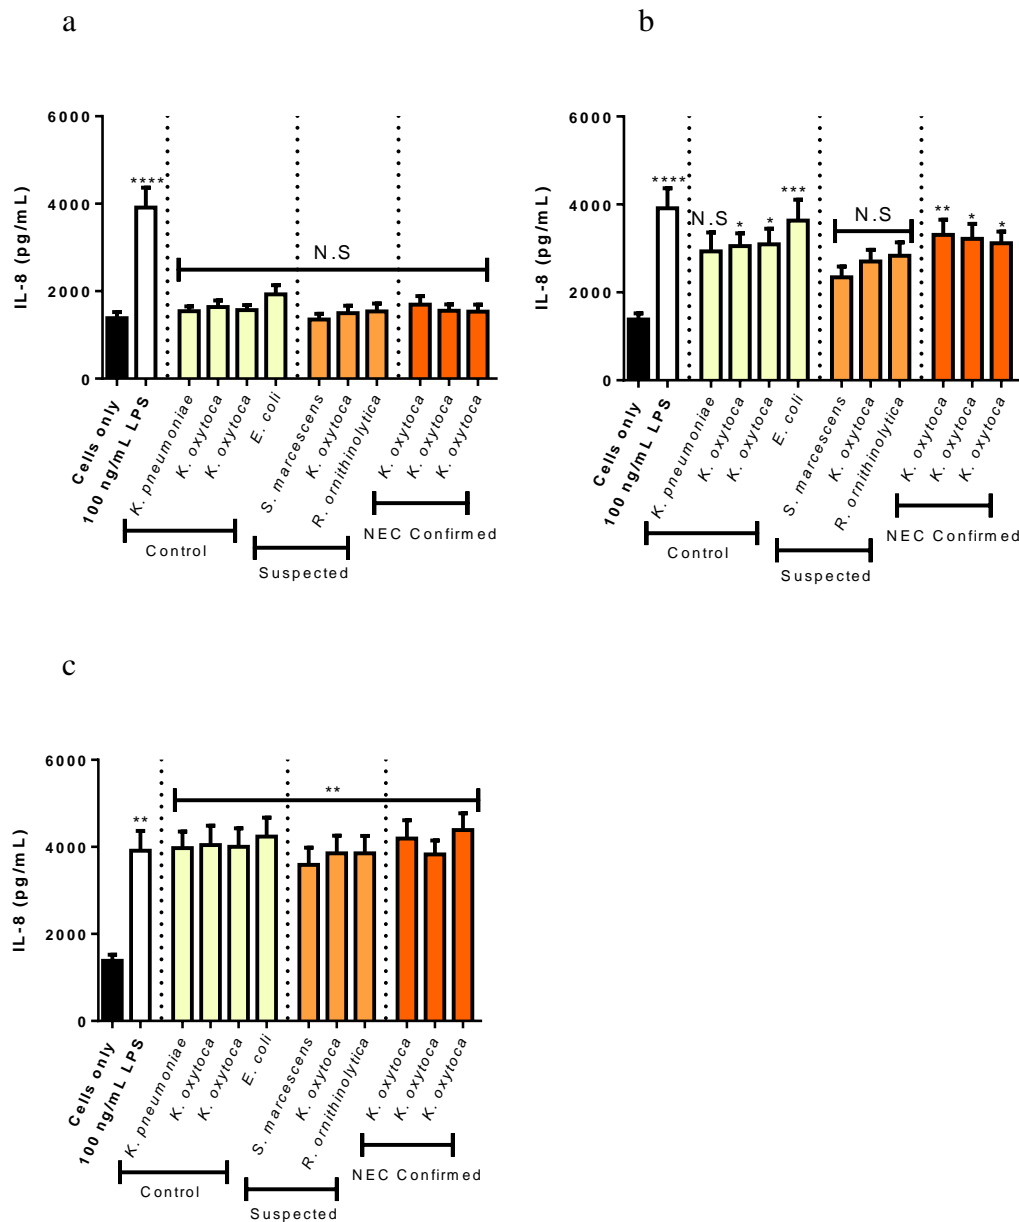 a
IL-8 (pg/mL)
6000
4000
2000
0
****
N.S
Cells only
100 ng/mL LPS
K. pneumoniae
K. oxytoca
K. oxytoca
E. coli
S. marcescens
K. oxytoca
R. ornithinolytica
K. oxytoca
K. oxytoca
K. oxytoca
Control
Suspected
NEC Confirmed
b
IL-8 (pg/mL)
6000
4000
2000
0
****
N.S
*
*
***
N.S
**
*
*
Cells only
100 ng/mL LPS
K. pneumoniae
K. oxytoca
K. oxytoca
E. coli
S. marcescens
K. oxytoca
R. ornithinolytica
K. oxytoca
K. oxytoca
K. oxytoca
Control
Suspected
NEC Confirmed
c
IL-8 (pg/mL)
6000
4000
2000
0
**
**
Cells only
100 ng/mL LPS
K. pneumoniae
K. oxytoca
K. oxytoca
E. coli
S. marcescens
K. oxytoca
R. ornithinolytica
K. oxytoca
K. oxytoca
K. oxytoca
Control
Suspected
NEC Confirmed